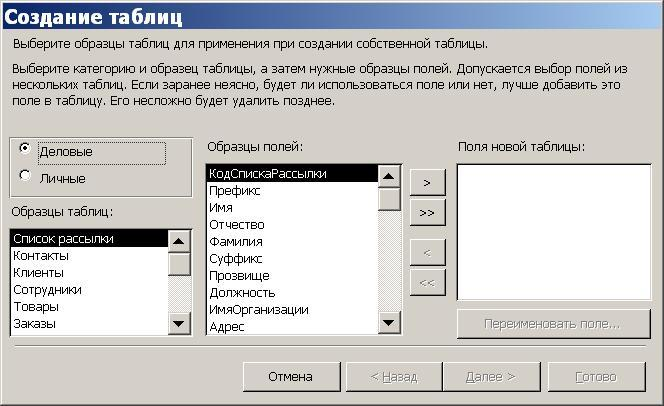 Создание таблиц
Выберите образцы таблиц для применения при создании собственной таблицы.
Выберите категорию и образец таблицы, а затем нужные образцы полей. Допускается выбор полей из
нескольких таблиц. Если заранее неясно, будет ли использоваться поле или нет, лучше добавить это
поле в таблицу. Его несложно будет удалить позднее.
Деловые
Личные
Образцы таблиц:
Список рассылки
Контакты
Клиенты
Сотрудники
Товары
Заказы
Образцы полей:
КодСпискаРассылки
Префикс
Имя
Отчество
Фамилия
Суффикс
Прозвище
Должность
ИмяОрганизации
Адрес
>
>>
<
<<
Поля новой таблицы:
Переименовать поле...
Отмена
< Назад
Далее >
Готово